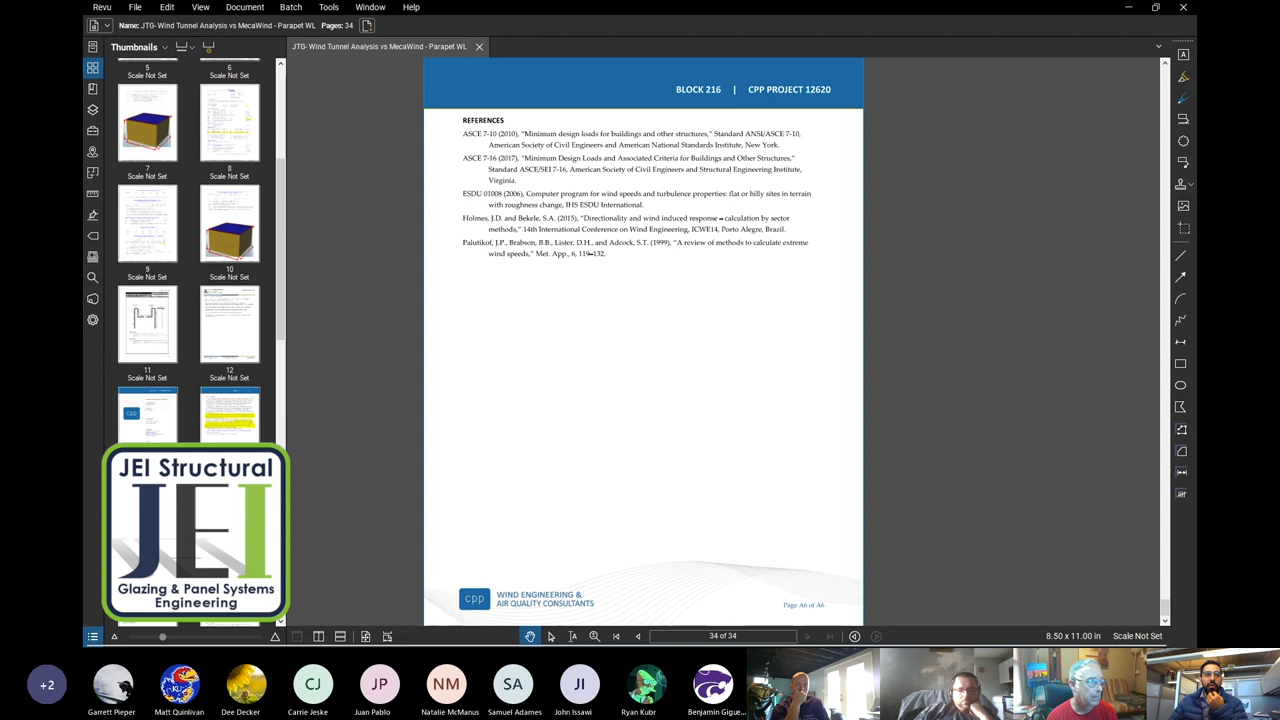 Revu File Edit View Document Batch Tools Window Help
Name: JTG- Wind Tunnel Analysis vs MecaWind - Parapet WL Pages: 34
Thumbnails
JTG- Wind Tunnel Analysis vs MecaWind - Parapet WL
5
Scale Not Set
6
Scale Not Set
7
Scale Not Set
8
Scale Not Set
9
Scale Not Set
10
Scale Not Set
11
Scale Not Set
12
Scale Not Set
cpp
JEI Structural
JEI
Glazing & Panel Systems
Engineering
BLOCK 216 | CPP PROJECT 12620
REFERENCES
ASCE 7-10 (2010), “Minimum design loads for buildings and other structures,” Standard ANSI/ASCE 7-10,
American Society of Civil Engineers and American National Standards Institute, New York.
ASCE 7-16 (2017), “Minimum Design Loads and Associated Criteria for Buildings and Other Structures,”
Standard ASCE/SEI 7-16, American Society of Civil Engineers and Structural Engineering Institute,
Virginia.
ESDU 01008 (2006), Computer program for wind speeds and turbulence properties: flat or hilly sites in terrain
with roughness change, IHS ESDU International.
Holmes, J.D. and Bekele, S.A. (2015), “Directionality and wind induced response – calculation by sector
methods,” 14th International Conference on Wind Engineering, ICWE14, Porto Alegre, Brazil.
Palutikof, J.P., Brabson, B.B., Lister, D.H., and Adcock, S.T. (1999), “A review of methods to calculate extreme
wind speeds,” Met. App., 6, 119–132.
cpp
WIND ENGINEERING &
AIR QUALITY CONSULTANTS
Page A6 of A6
34 of 34
8.50 x 11.00 in
Scale Not Set
+2
CJ
JP
NM
SA
JI
Garrett Pieper
Matt Quinlivan
Dee Decker
Carrie Jeske
Juan Pablo
Natalie McManus
Samuel Adames
John Issawi
Ryan Kubr
Benjamin Gigue...